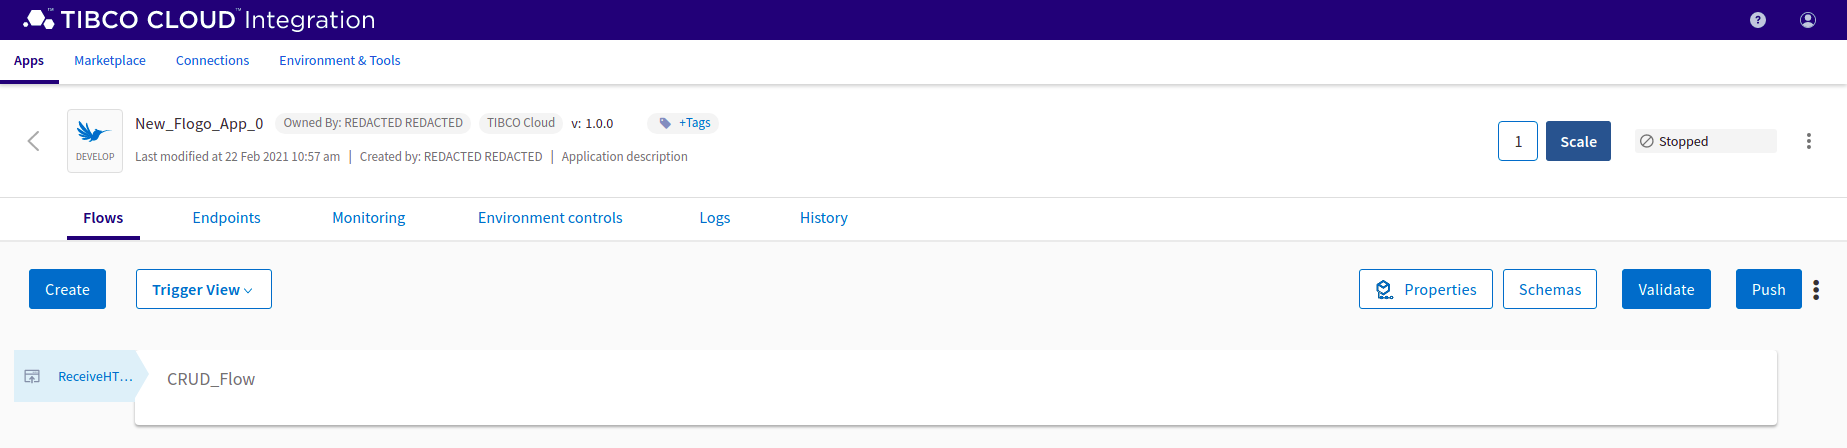 TIBCO CLOUD™ Integration
?
Apps Marketplace Connections Environment & Tools
New_Flogo_App_0 Owned By: REDACTED REDACTED TIBCO Cloud v: 1.0.0 +Tags
DEVELOP
Last modified at 22 Feb 2021 10:57 am | Created by: REDACTED REDACTED | Application description
1 Scale Stopped
Flows Endpoints Monitoring Environment controls Logs History
Create Trigger View Properties Schemas Validate Push
ReceiveHT... CRUD_Flow